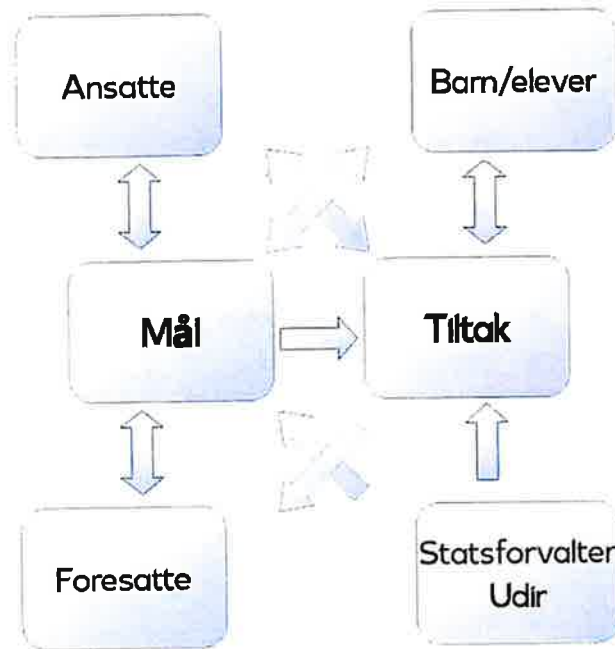 Ansatte
Barn/elever
Mål
Tiltak
Foresatte
Statsforvalter
Udir